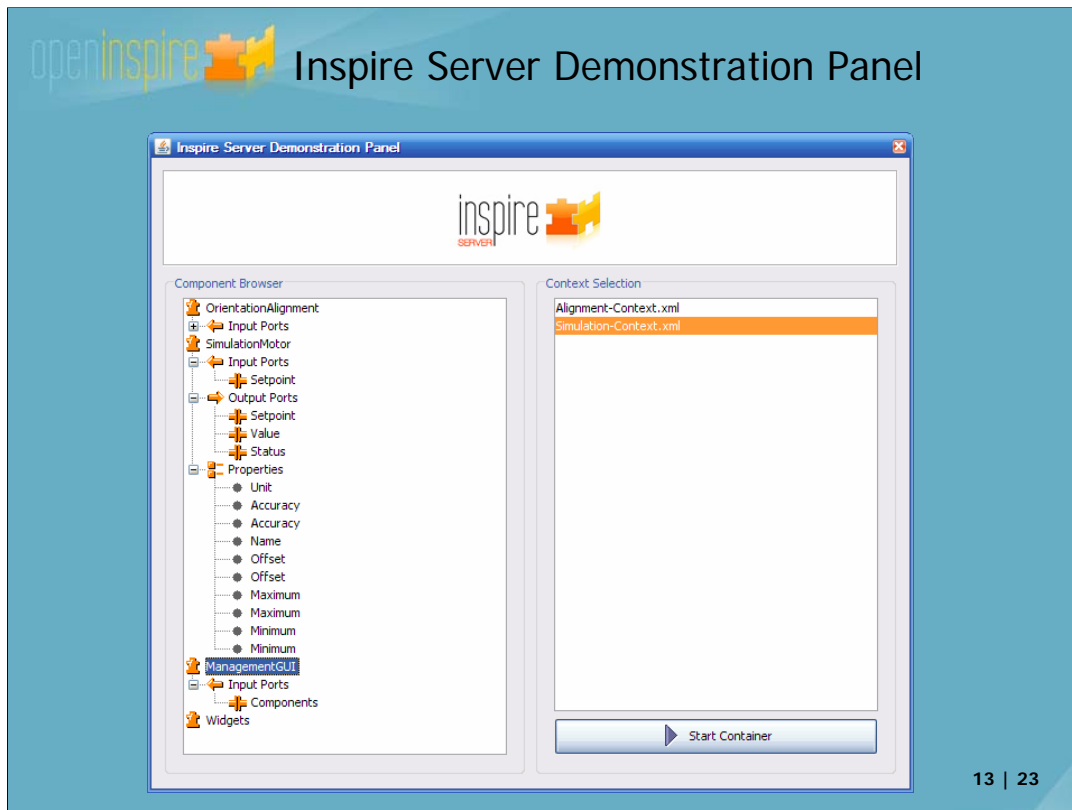 openinspire
Inspire Server Demonstration Panel
Inspire Server Demonstration Panel
inspire
SERVER
Component Browser
OrientationAlignment
Input Ports
SimulationMotor
Input Ports
Setpoint
Output Ports
Setpoint
Value
Status
Properties
Unit
Accuracy
Accuracy
Name
Offset
Offset
Maximum
Maximum
Minimum
Minimum
ManagementGUI
Input Ports
Components
Widgets
Context Selection
Alignment-Context.xml
Simulation-Context.xml
Start Container
13 | 23